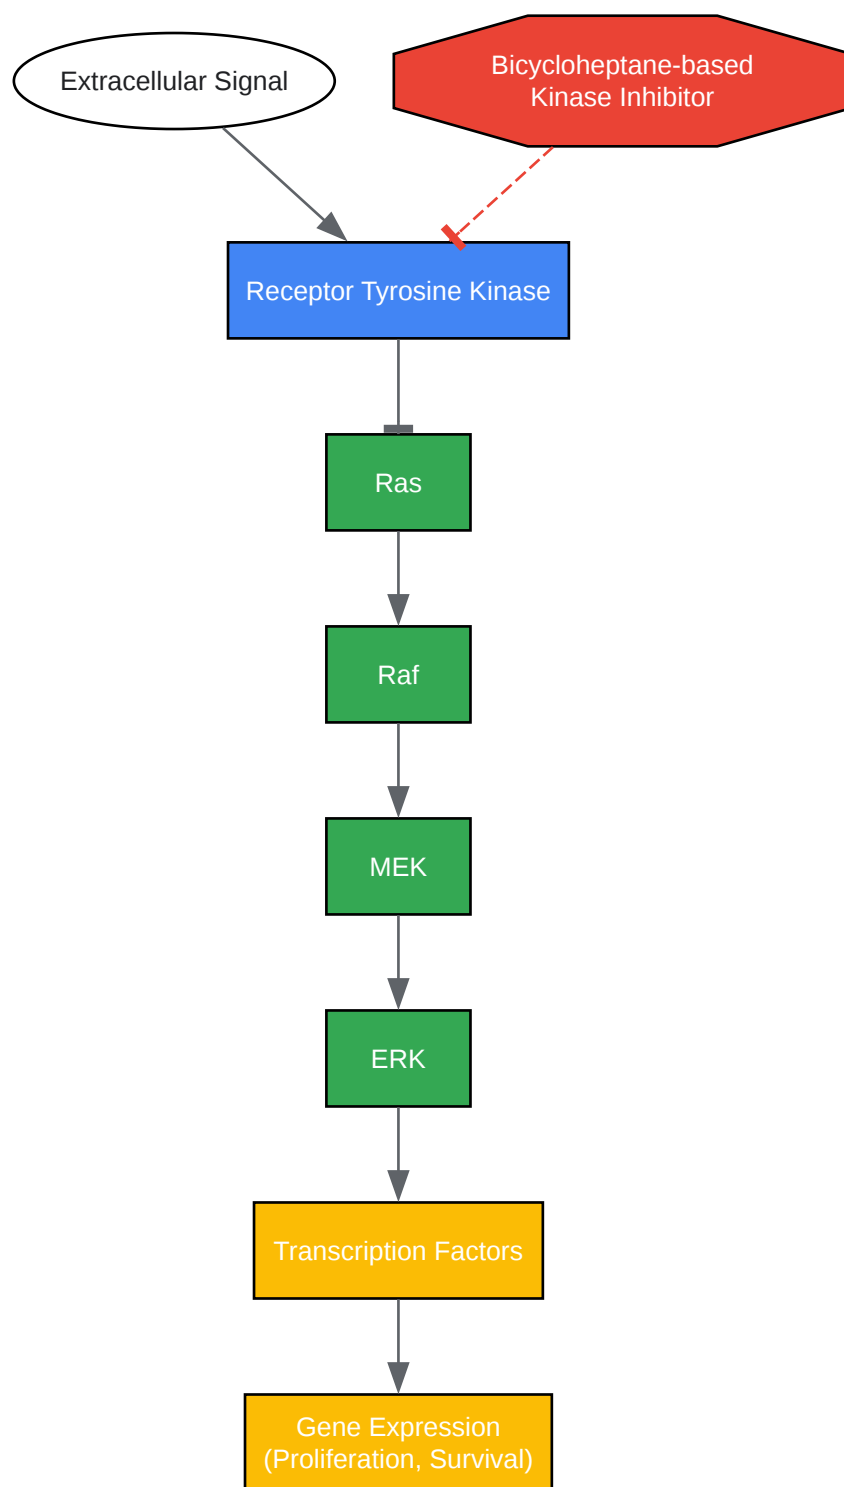 Extracellular Signal
Bicycloheptane-based
Kinase Inhibitor
Receptor Tyrosine Kinase
Ras
Raf
MEK
ERK
Transcription Factors
Gene Expression
(Proliferation, Survival)